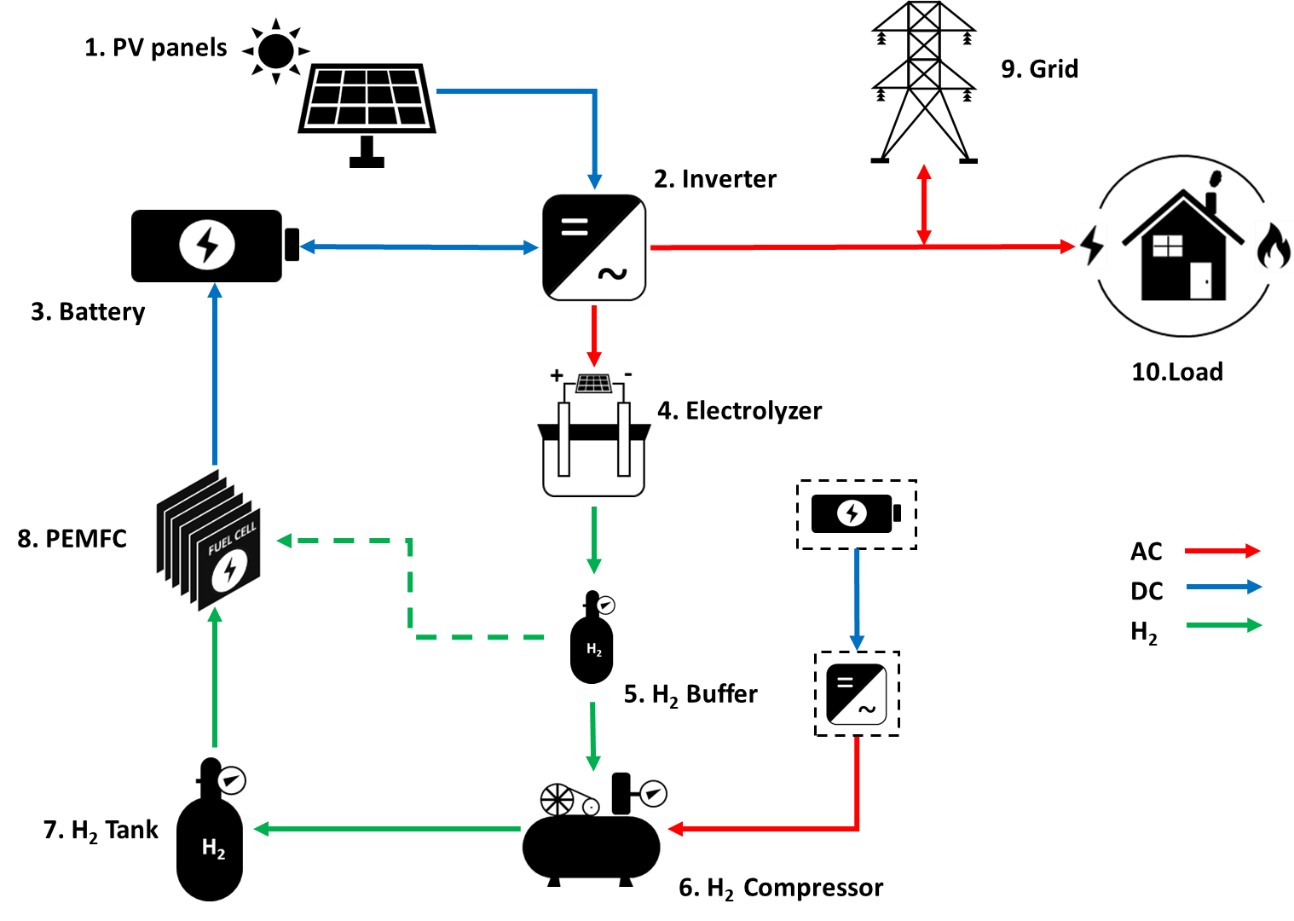 1. PV panels
9. Grid
2. Inverter
3. Battery
10.Load
+ -
4. Electrolyzer
8. PEMFC
FUEL CELL
AC
DC
H₂
H₂
5. H₂ Buffer
7. H₂ Tank
H₂
6. H₂ Compressor